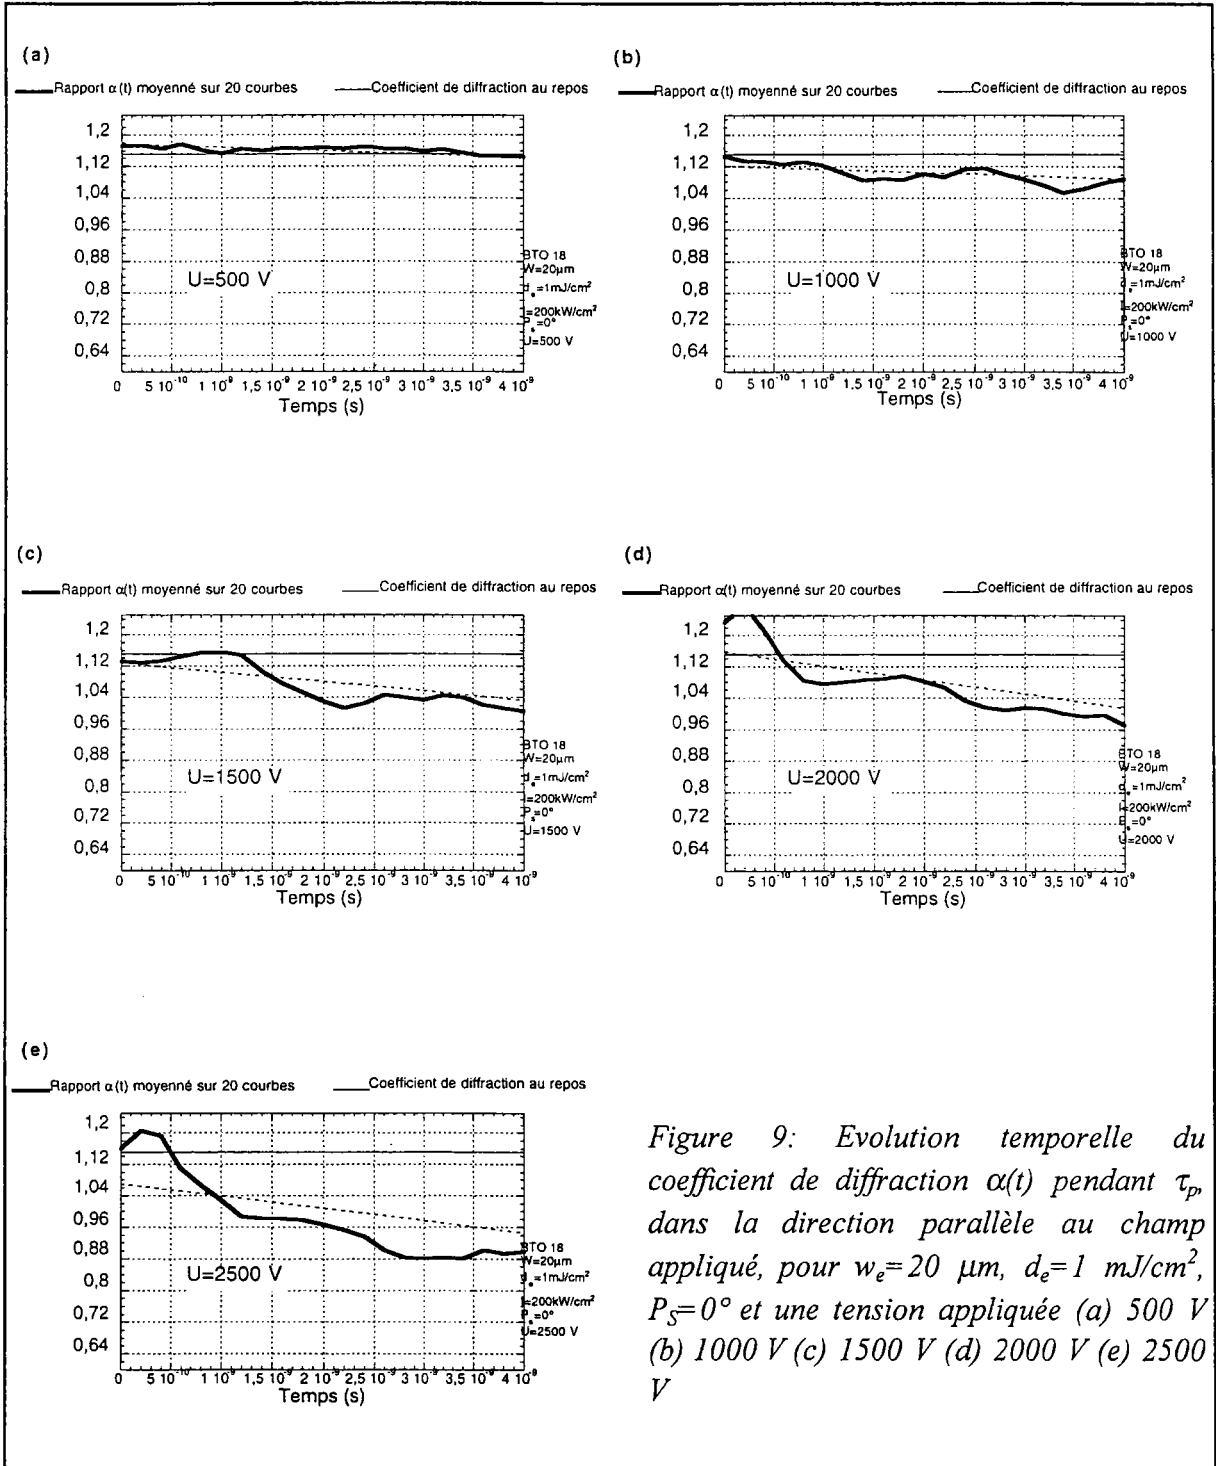 (a)
Rapport α(t) moyenné sur 20 courbes Coefficient de diffraction au repos
1,2
1,12
1,04
0,96
0,88
0,8
0,72
0,64
U=500 V
BTO 18
W=20µm
d_e=1mJ/cm²
I=200kW/cm²
P_s=0°
U=500 V
0 5 10⁻¹⁰ 1 10⁻⁹ 1,5 10⁻⁹ 2 10⁻⁹ 2,5 10⁻⁹ 3 10⁻⁹ 3,5 10⁻⁹ 4 10⁻⁹
Temps (s)
(b)
Rapport α(t) moyenné sur 20 courbes Coefficient de diffraction au repos
1,2
1,12
1,04
0,96
0,88
0,8
0,72
0,64
U=1000 V
BTO 18
W=20µm
d_e=1mJ/cm²
I=200kW/cm²
P_s=0°
U=1000 V
0 5 10⁻¹⁰ 1 10⁻⁹ 1,5 10⁻⁹ 2 10⁻⁹ 2,5 10⁻⁹ 3 10⁻⁹ 3,5 10⁻⁹ 4 10⁻⁹
Temps (s)
(c)
Rapport α(t) moyenné sur 20 courbes Coefficient de diffraction au repos
1,2
1,12
1,04
0,96
0,88
0,8
0,72
0,64
U=1500 V
BTO 18
W=20µm
d_e=1mJ/cm²
I=200kW/cm²
P_s=0°
U=1500 V
0 5 10⁻¹⁰ 1 10⁻⁹ 1,5 10⁻⁹ 2 10⁻⁹ 2,5 10⁻⁹ 3 10⁻⁹ 3,5 10⁻⁹ 4 10⁻⁹
Temps (s)
(d)
Rapport α(t) moyenné sur 20 courbes Coefficient de diffraction au repos
1,2
1,12
1,04
0,96
0,88
0,8
0,72
0,64
U=2000 V
BTO 18
W=20µm
d_e=1mJ/cm²
I=200kW/cm²
P_s=0°
U=2000 V
0 5 10⁻¹⁰ 1 10⁻⁹ 1,5 10⁻⁹ 2 10⁻⁹ 2,5 10⁻⁹ 3 10⁻⁹ 3,5 10⁻⁹ 4 10⁻⁹
Temps (s)
(e)
Rapport α(t) moyenné sur 20 courbes Coefficient de diffraction au repos
1,2
1,12
1,04
0,96
0,88
0,8
0,72
0,64
U=2500 V
BTO 18
W=20µm
d_e=1mJ/cm²
I=200kW/cm²
P_s=0°
U=2500 V
0 5 10⁻¹⁰ 1 10⁻⁹ 1,5 10⁻⁹ 2 10⁻⁹ 2,5 10⁻⁹ 3 10⁻⁹ 3,5 10⁻⁹ 4 10⁻⁹
Temps (s)
Figure 9: Evolution temporelle du
coefficient de diffraction α(t) pendant τ_p,
dans la direction parallèle au champ
appliqué, pour w_e=20 µm, d_e=1 mJ/cm²,
P_S=0° et une tension appliquée (a) 500 V
(b) 1000 V (c) 1500 V (d) 2000 V (e) 2500
V